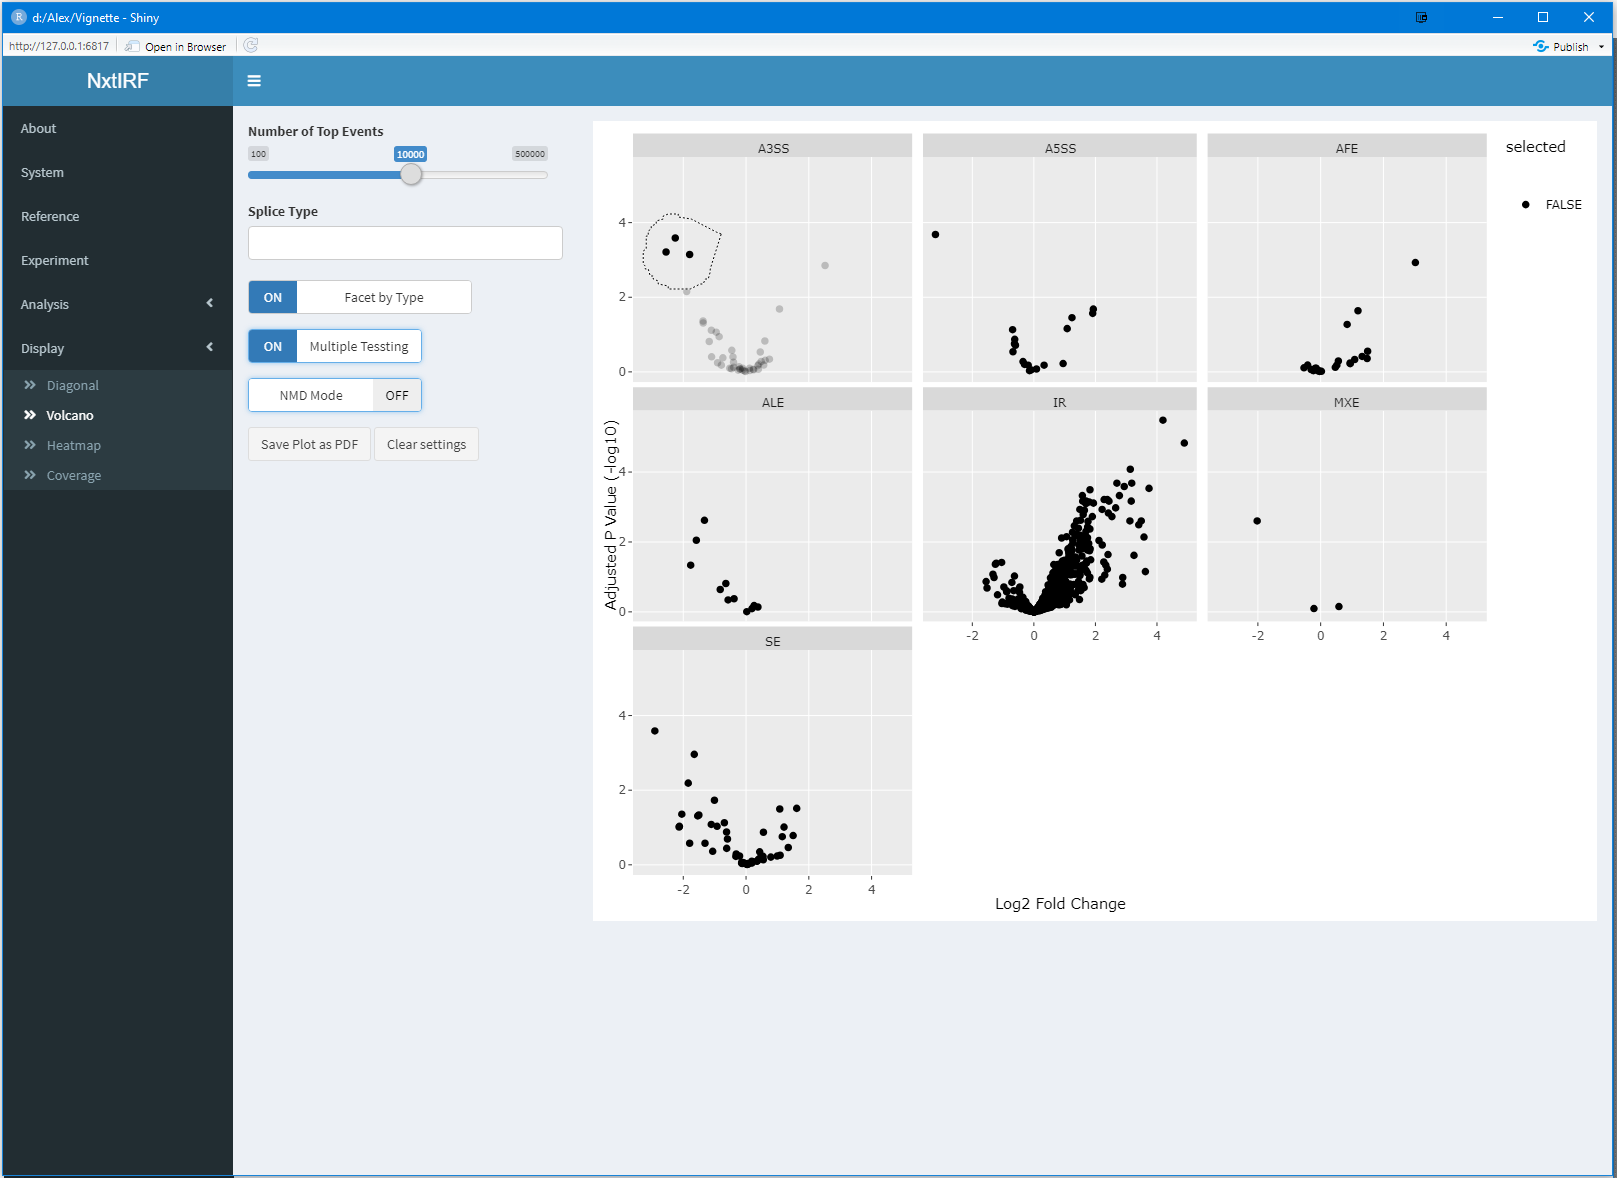 d:/Alex/Vignette - Shiny
http://127.0.0.1:6817
Open in Browser
Publish
NxtIRF
About
System
Reference
Experiment
Analysis
Display
Diagonal
Volcano
Heatmap
Coverage
Number of Top Events
100
10000
500000
Splice Type
ON
Facet by Type
ON
Multiple Tessting
NMD Mode
OFF
Save Plot as PDF
Clear settings
A3SS
A5SS
AFE
selected
FALSE
4
2
0
ALE
IR
MXE
Adjusted P Value (-log10)
4
2
0
-2
0
2
4
-2
0
2
4
SE
4
2
0
-2
0
2
4
Log2 Fold Change